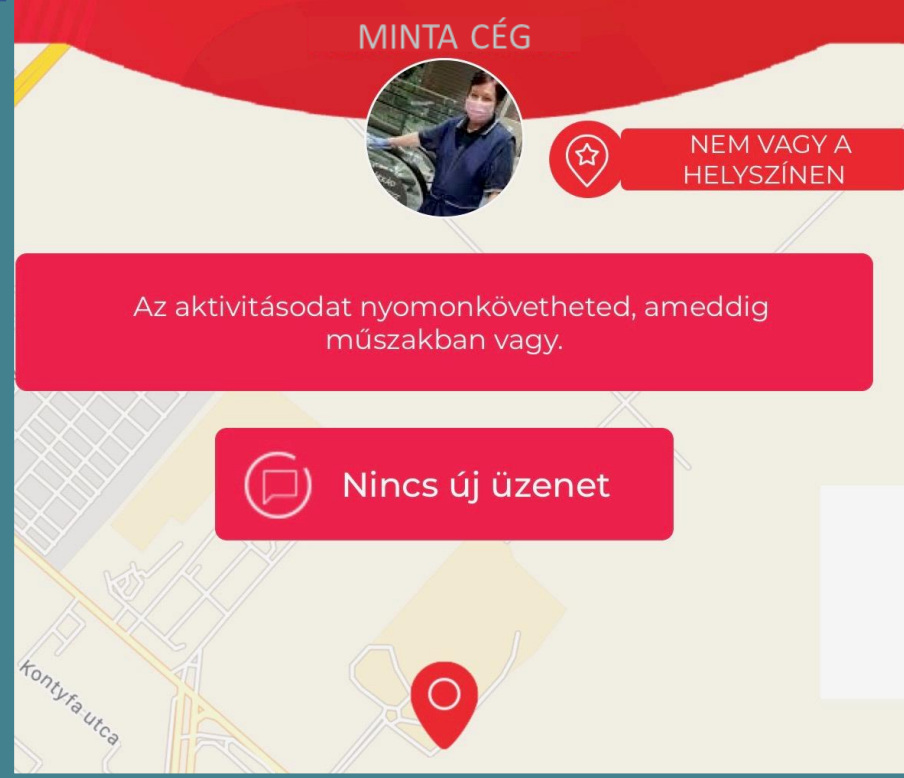 MINTA CÉG
NEM VAGY A
HELYSZÍNEN
Az aktivitásodat nyomonkövetheted, ameddig
műszakban vagy.
Nincs új üzenet
Kontyfa utca